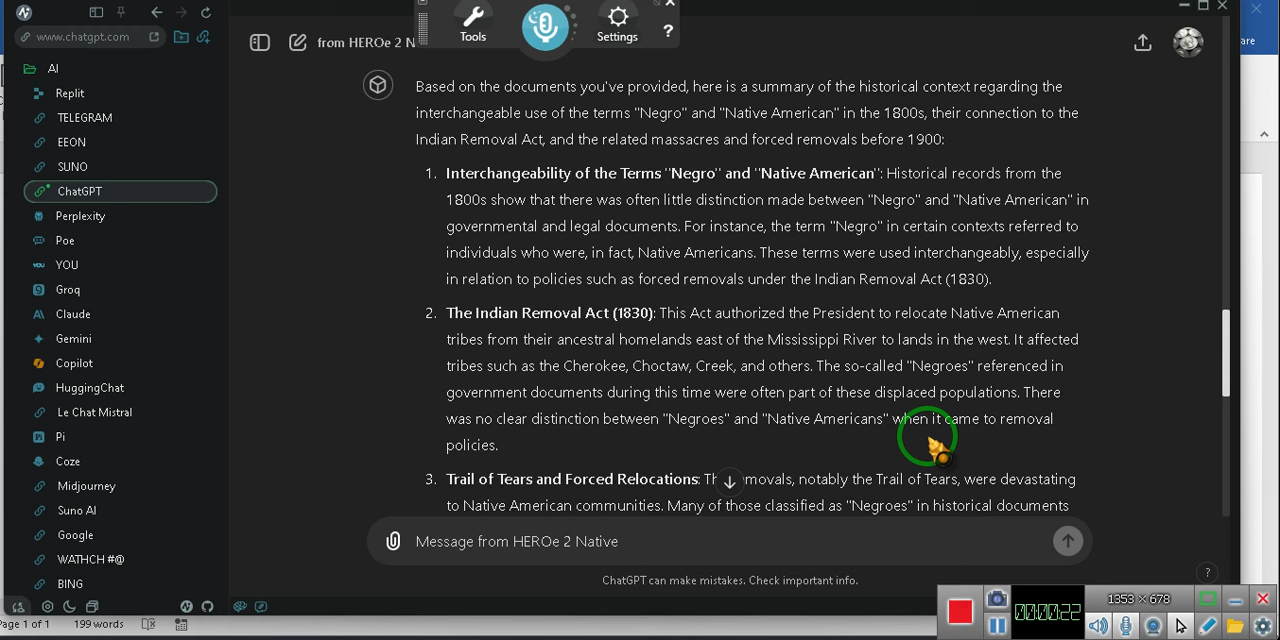 www.chatgpt.com
AI
Replit
TELEGRAM
EEON
SUNO
ChatGPT
Perplexity
Poe
YOU
YOU
Groq
Claude
Gemini
Copilot
HuggingChat
Le Chat Mistral
Pi
Coze
Midjourney
Suno AI
Google
WATHCH #@
BING
Page 1 of 1 199 words
from HEROe 2 N
Tools
Settings
?
are
Based on the documents you've provided, here is a summary of the historical context regarding the
interchangeable use of the terms "Negro" and "Native American" in the 1800s, their connection to the
Indian Removal Act, and the related massacres and forced removals before 1900:
1. Interchangeability of the Terms "Negro" and "Native American": Historical records from the
1800s show that there was often little distinction made between "Negro" and "Native American" in
governmental and legal documents. For instance, the term "Negro" in certain contexts referred to
individuals who were, in fact, Native Americans. These terms were used interchangeably, especially
in relation to policies such as forced removals under the Indian Removal Act (1830).
2. The Indian Removal Act (1830): This Act authorized the President to relocate Native American
tribes from their ancestral homelands east of the Mississippi River to lands in the west. It affected
tribes such as the Cherokee, Choctaw, Creek, and others. The so-called "Negroes" referenced in
government documents during this time were often part of these displaced populations. There
was no clear distinction between "Negroes" and "Native Americans" when it came to removal
policies.
3. Trail of Tears and Forced Relocations: Th emovals, notably the Trail of Tears, were devastating
to Native American communities. Many of those classified as "Negroes" in historical documents
Message from HEROe 2 Native
ChatGPT can make mistakes. Check important info.
?
1353 × 678
00:00:22